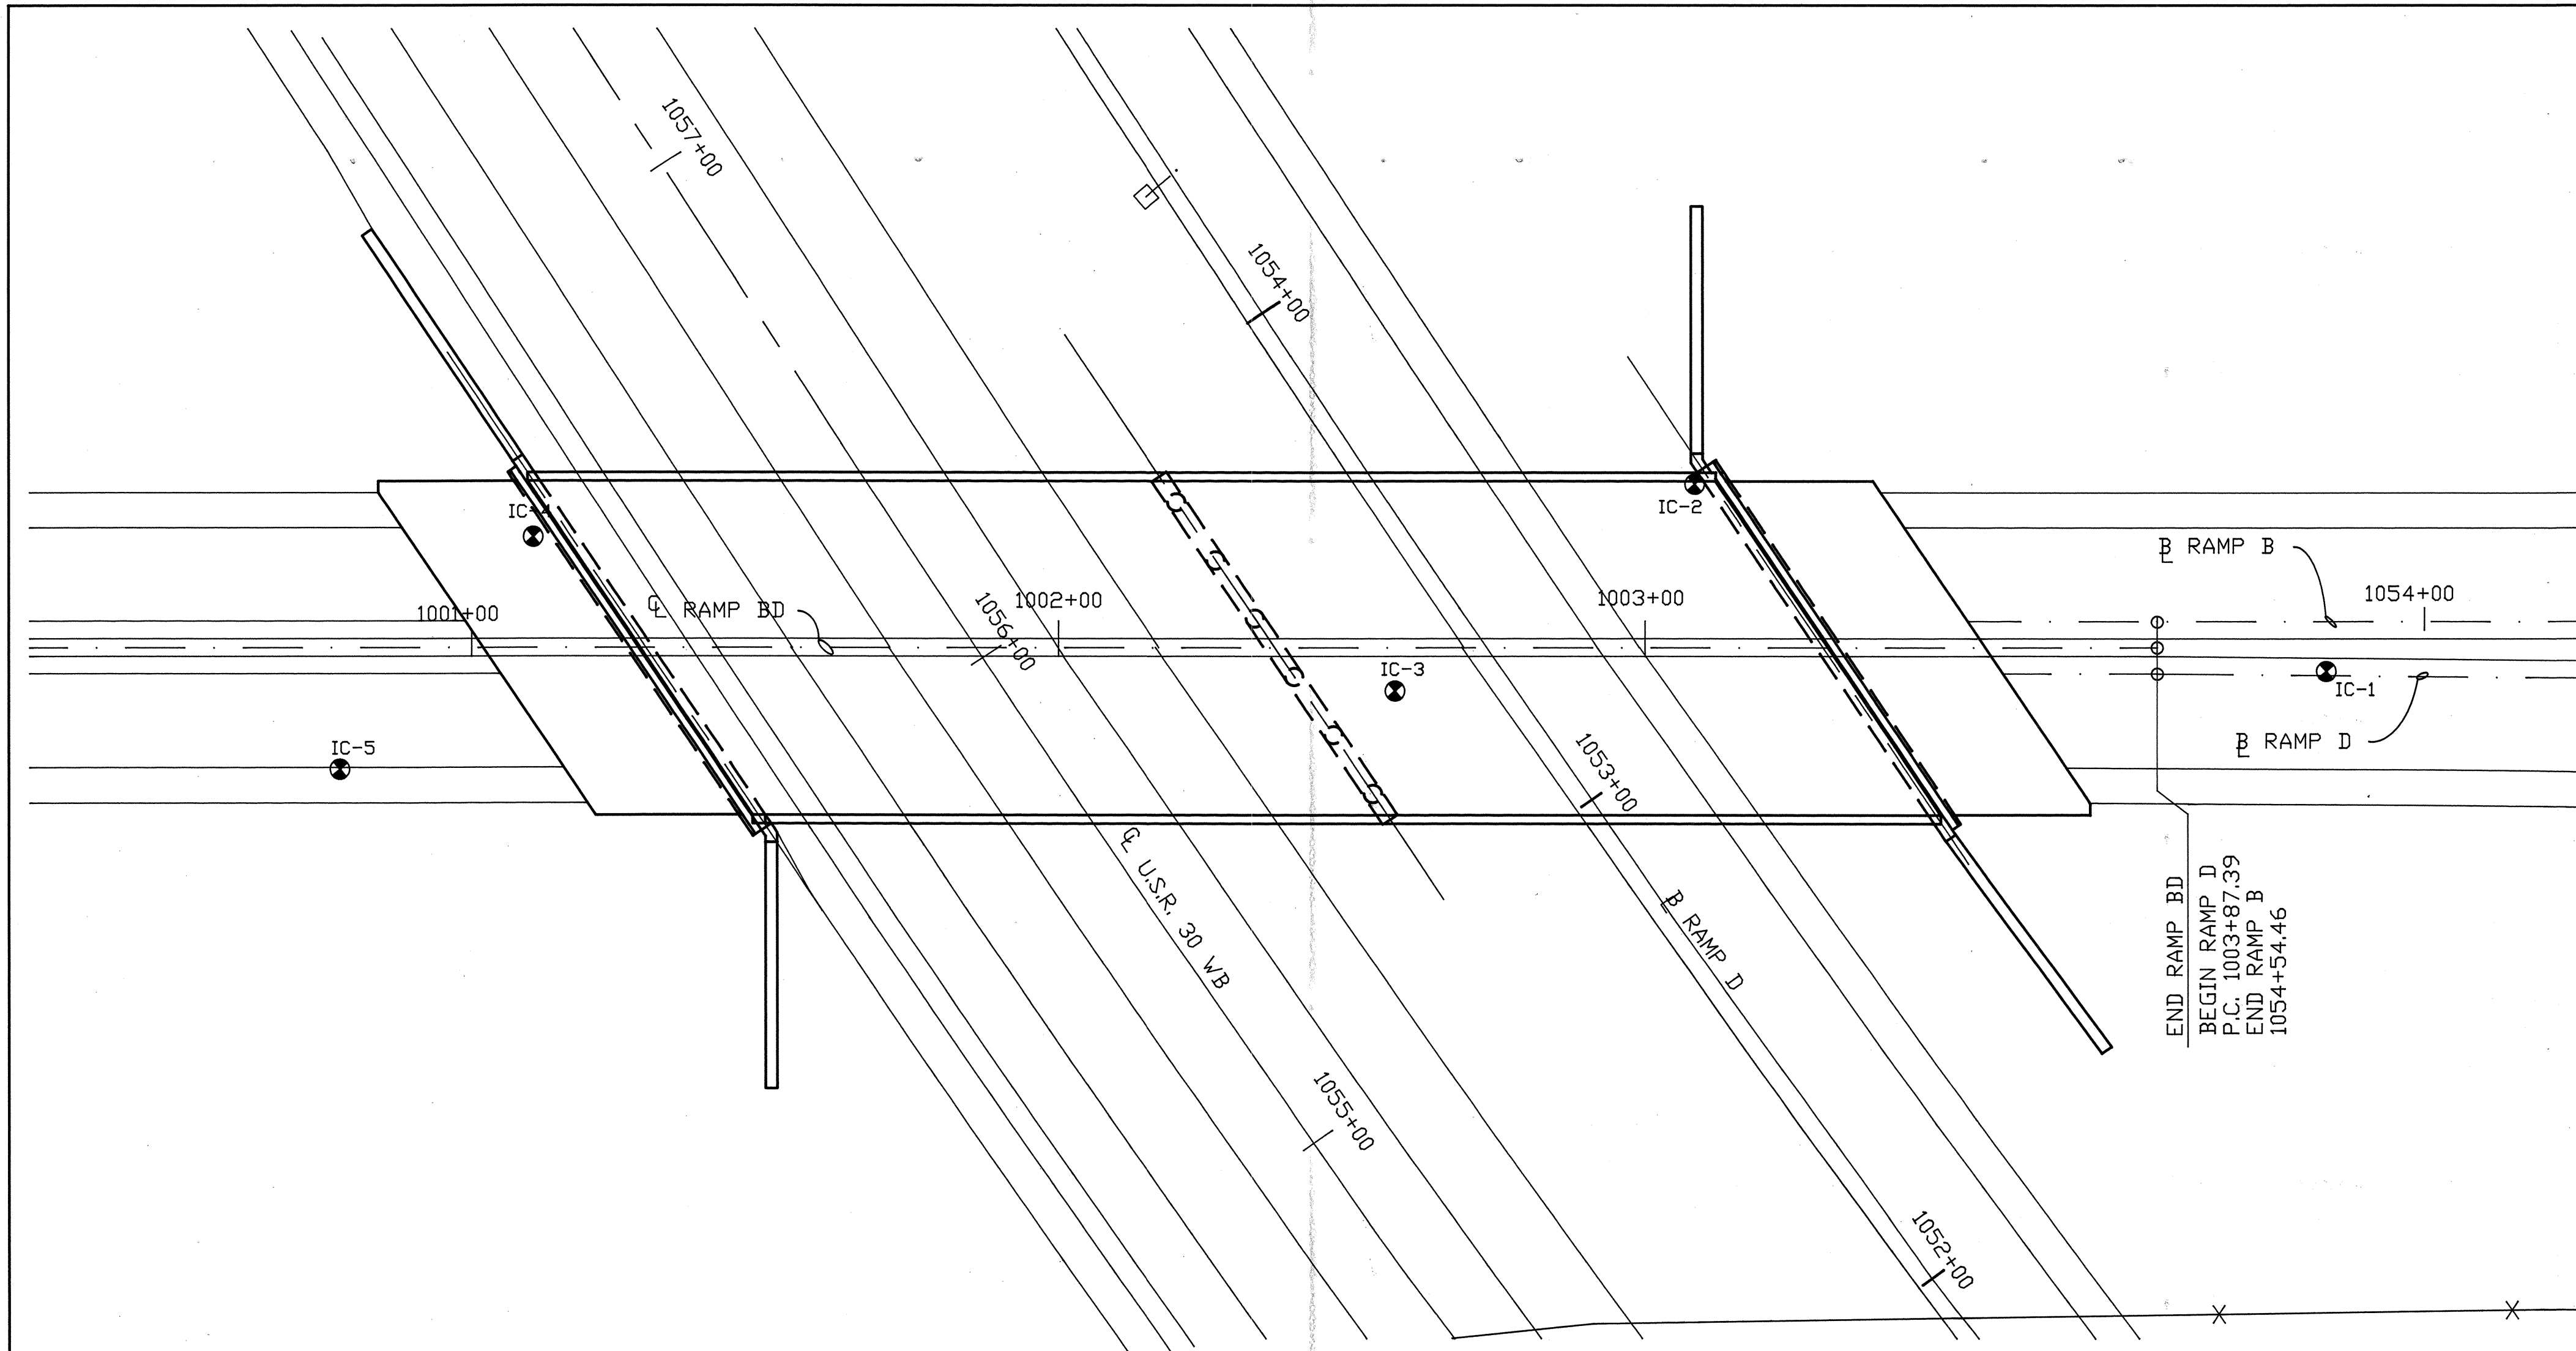 1057+00
1054+00
IC-4
IC-2
℄ RAMP BD
1001+00
1056+00
1002+00
1003+00
B RAMP B
1054+00
IC-3
IC-1
IC-5
B RAMP D
1053+00
℄ U.S.R. 30 WB
B RAMP D
END RAMP BD
BEGIN RAMP D
P.C. 1003+87.39
END RAMP B
1054+54.46
1055+00
1052+00